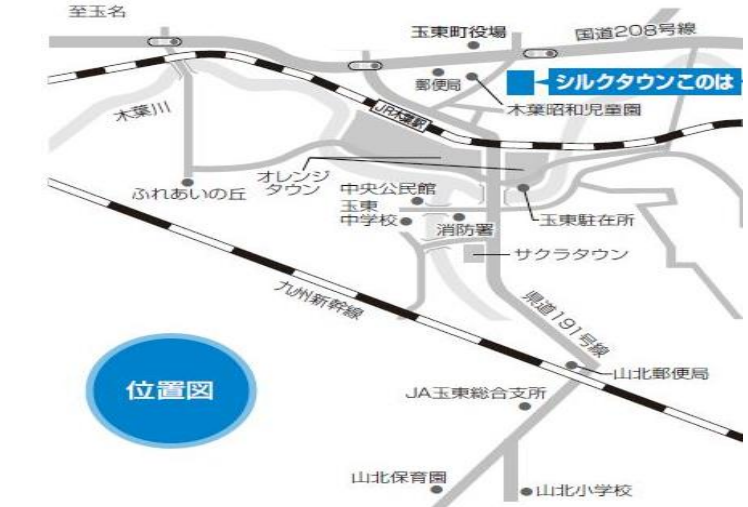 至玉名
玉東町役場
国道208号線
郵便局
シルクタウンこのは
木葉昭和児童園
JR木葉駅
木葉川
オレンジ
タウン
ふれあいの丘
中央公民館
玉東
中学校
消防署
玉東駐在所
サクラタウン
九州新幹線
県道191号線
位置図
山北郵便局
JA玉東総合支所
山北保育園
山北小学校